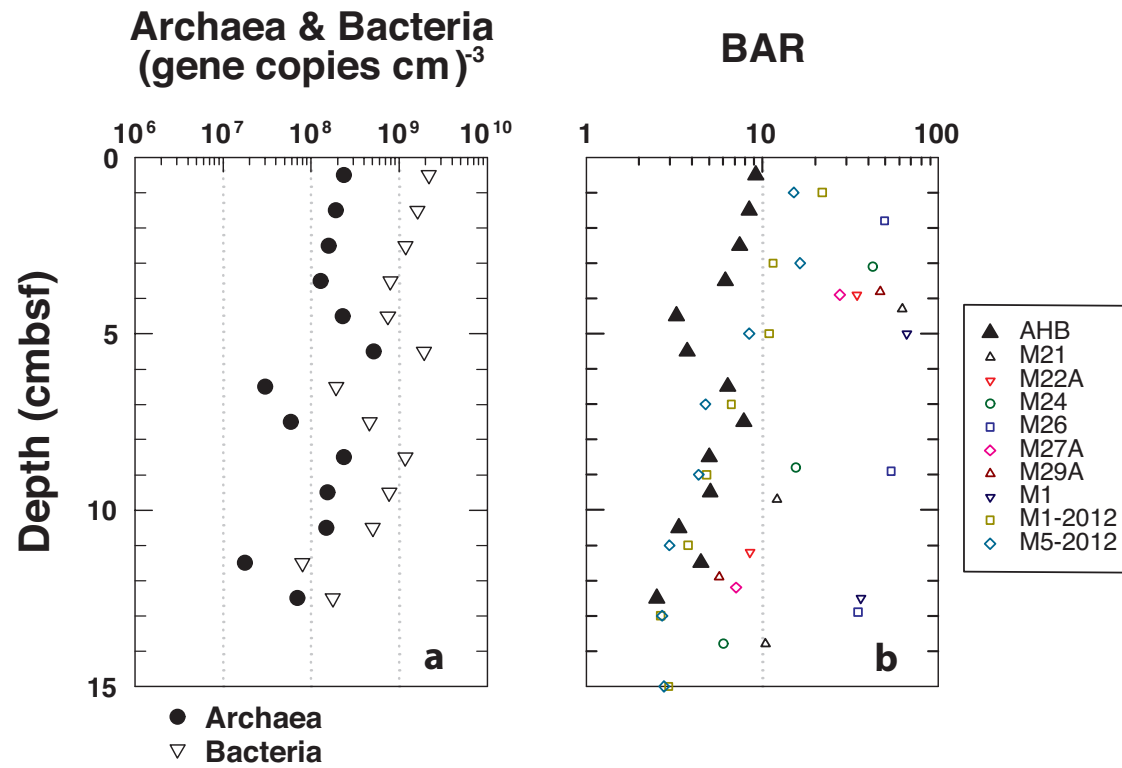 Archaea & Bacteria
(gene copies cm)-3
10^6 10^7 10^8 10^9 10^10
0
5
10
15
Depth (cmbsf)
a
Archaea
Bacteria
BAR
1 10 100
b
AHB
M21
M22A
M24
M26
M27A
M29A
M1
M1-2012
M5-2012